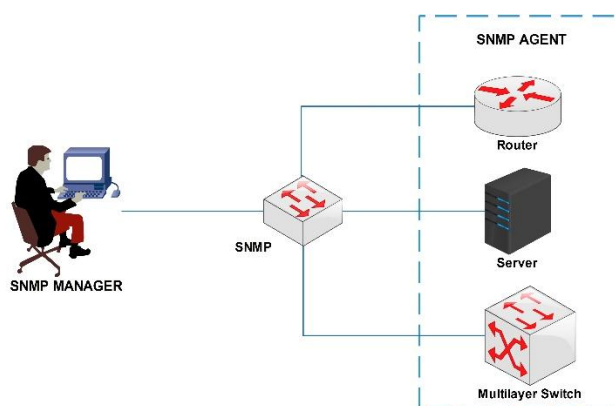 SNMP AGENT
Router
SNMP
Server
SNMP MANAGER
Multilayer Switch